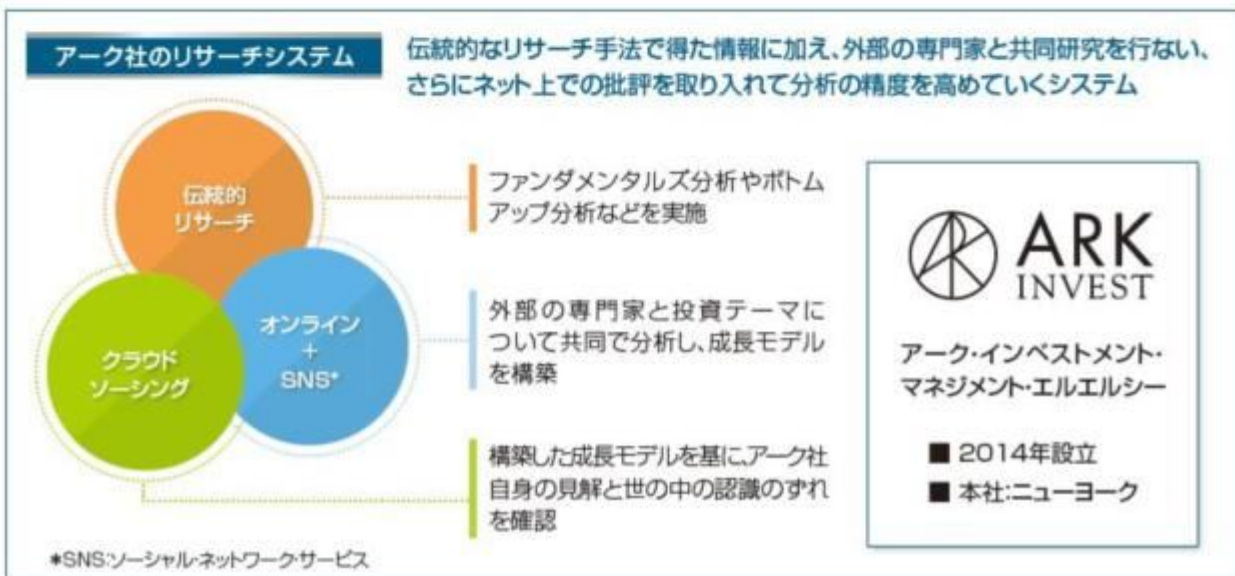 アーク社のリサーチシステム
伝統的なリサーチ手法で得た情報に加え、外部の専門家と共同研究を行ない、
さらにネット上での批評を取り入れて分析の精度を高めていくシステム
伝統的
リサーチ
ファンダメンタルズ分析やボトム
アップ分析などを実施
オンライン
+
SNS*
外部の専門家と投資テーマに
ついて共同で分析し、成長モデル
を構築
クラウド
ソーシング
構築した成長モデルを基に、アーク社
自身の見解と世の中の認識のずれ
を確認
*SNS:ソーシャル・ネットワーク・サービス
ARK
INVEST
アーク・インベストメント・
マネジメント・エルエルシー
■ 2014年設立
■ 本社:ニューヨーク